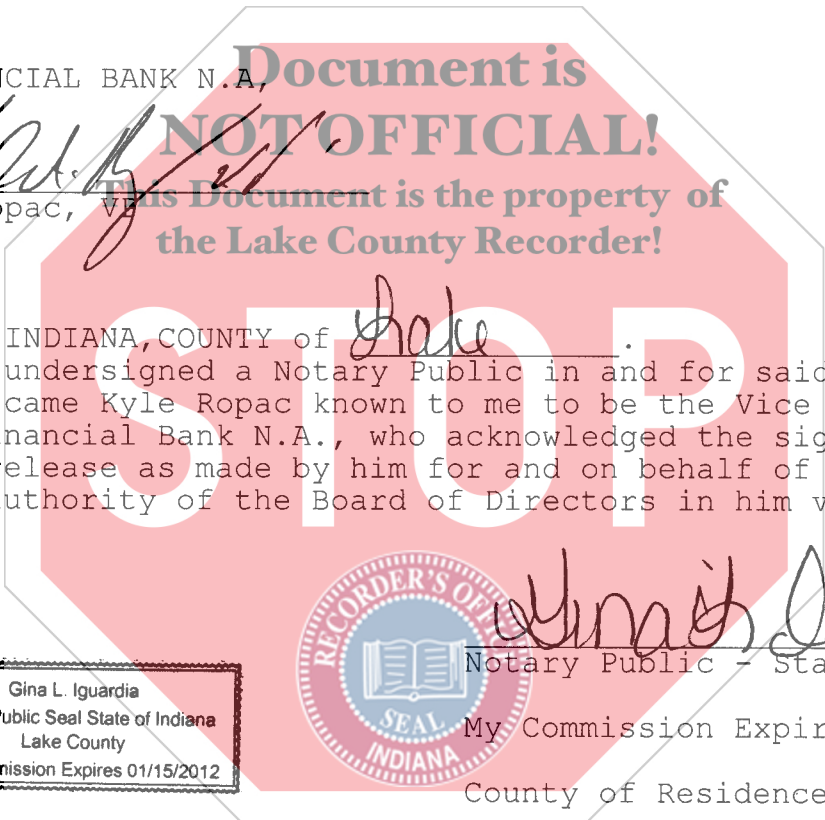 NCIAL BANK N.A,
Document is
NOT OFFICIAL!
This Document is the property of
opac, VP
the Lake County Recorder!
STOP
INDIANA, COUNTY of Lake.
undersigned a Notary Public in and for said
came Kyle Ropac known to me to be the Vice
nancial Bank N.A., who acknowledged the sig
release as made by him for and on behalf of
uthority of the Board of Directors in him v
RECORDER'S OFFICE
SEAL
INDIANA
Notary Public - Sta
Gina L. Iguardia
Public Seal State of Indiana
Lake County
mission Expires 01/15/2012
My Commission Expir
County of Residence